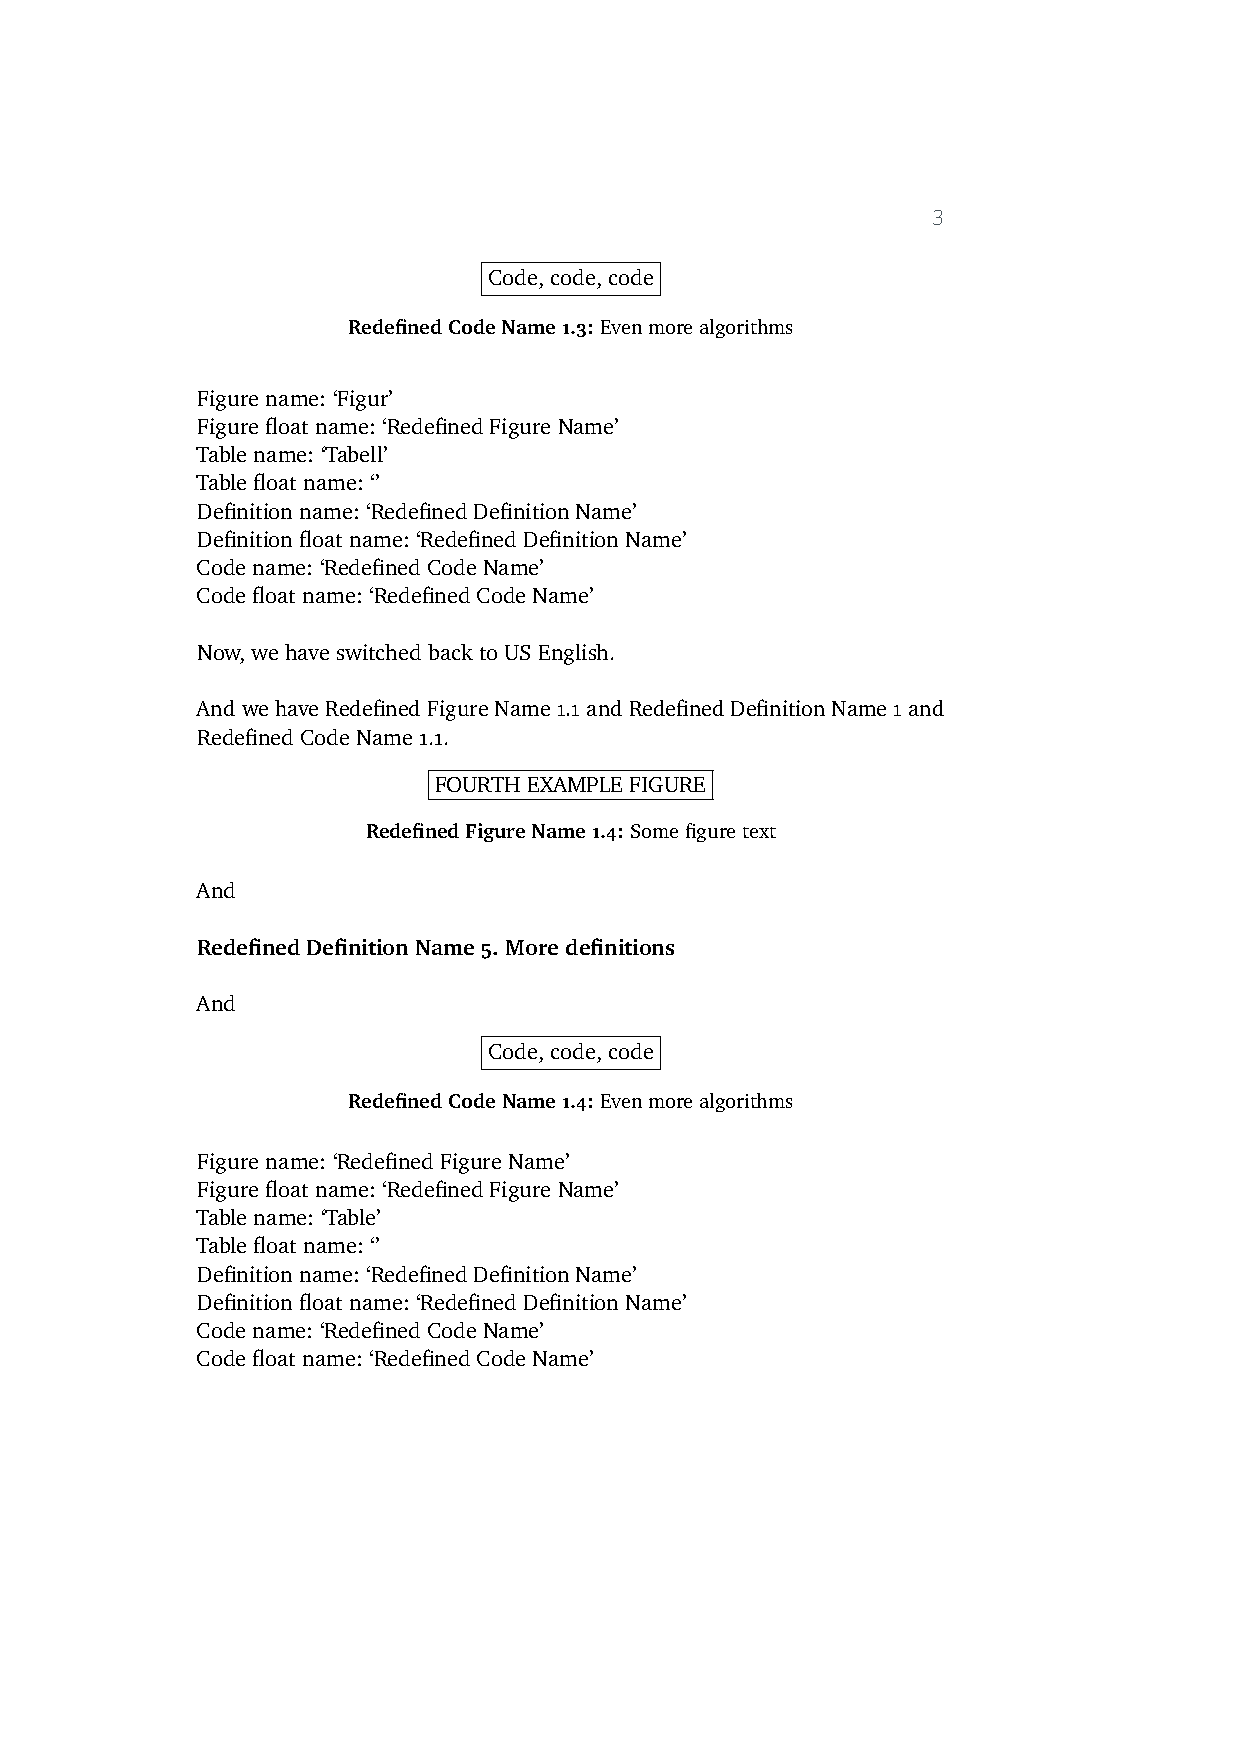 3
Code, code, code
Redefined Code Name 1.3: Even more algorithms
Figure name: ‘Figur’
Figure float name: ‘Redefined Figure Name’
Table name: ‘Tabell’
Table float name: ‘’
Definition name: ‘Redefined Definition Name’
Definition float name: ‘Redefined Definition Name’
Code name: ‘Redefined Code Name’
Code float name: ‘Redefined Code Name’
Now, we have switched back to US English.
And we have Redefined Figure Name 1.1 and Redefined Definition Name 1 and
Redefined Code Name 1.1.
FOURTH EXAMPLE FIGURE
Redefined Figure Name 1.4: Some figure text
And
Redefined Definition Name 5. More definitions
And
Code, code, code
Redefined Code Name 1.4: Even more algorithms
Figure name: ‘Redefined Figure Name’
Figure float name: ‘Redefined Figure Name’
Table name: ‘Table’
Table float name: ‘’
Definition name: ‘Redefined Definition Name’
Definition float name: ‘Redefined Definition Name’
Code name: ‘Redefined Code Name’
Code float name: ‘Redefined Code Name’